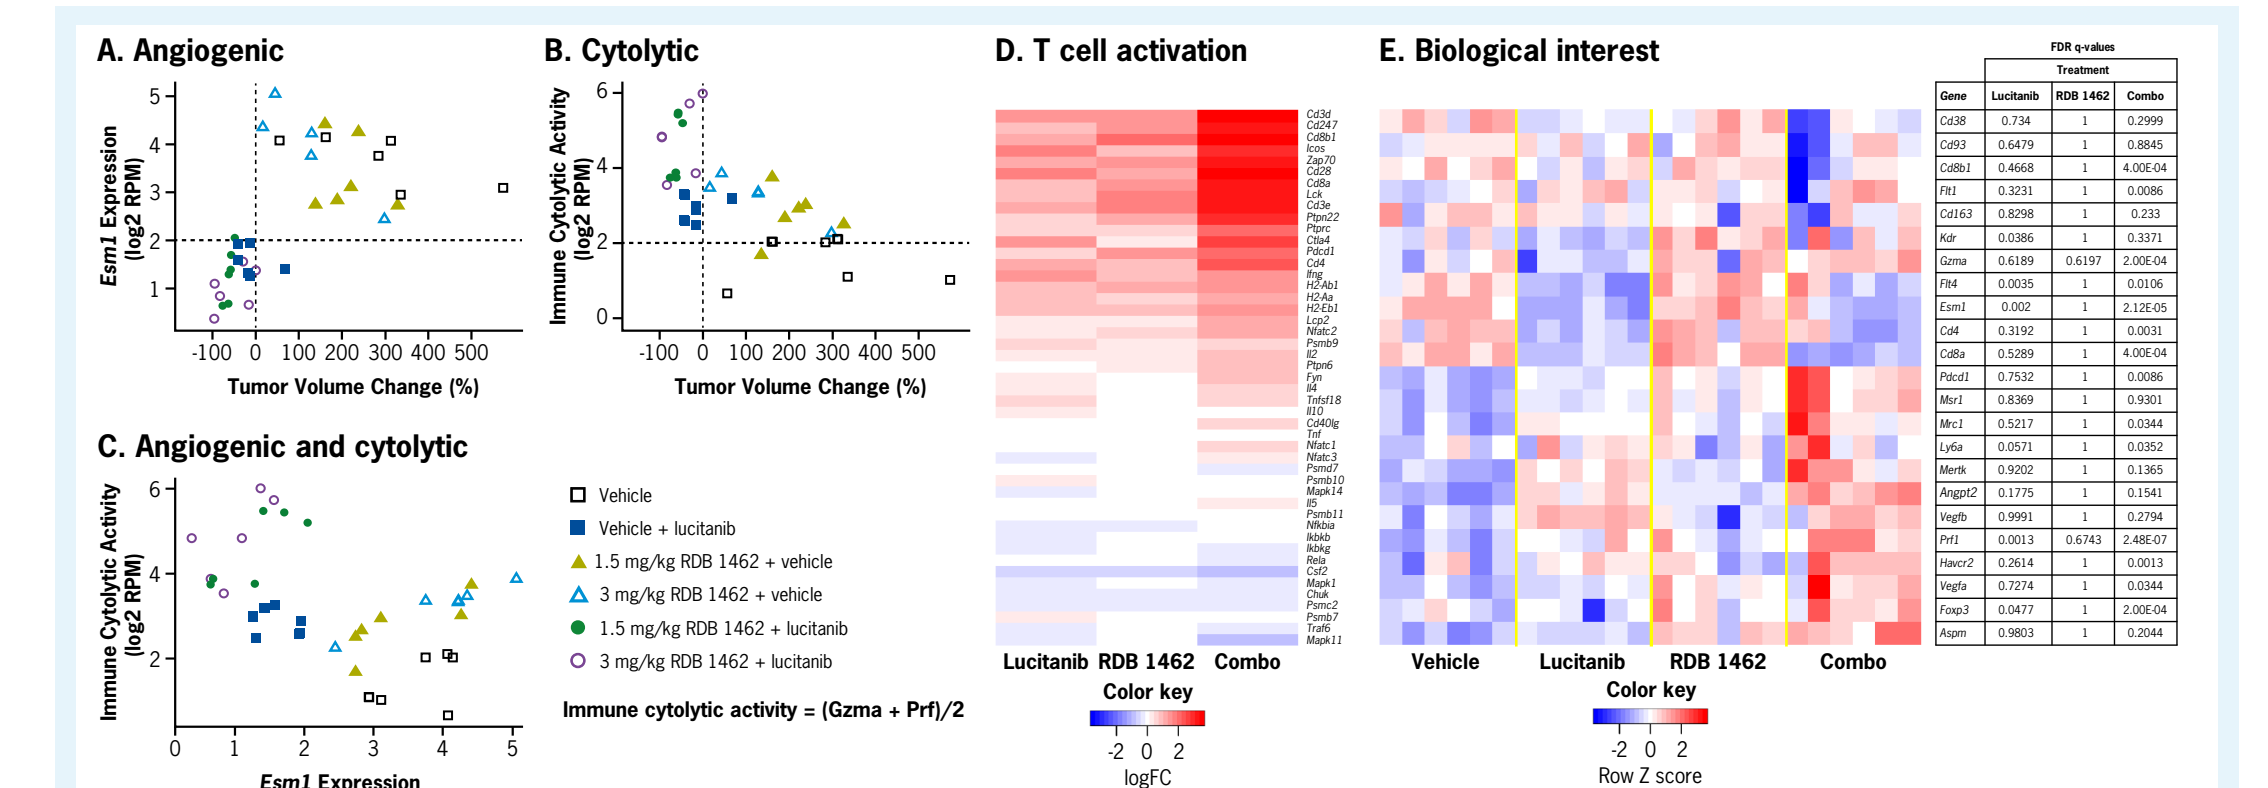 A. Angiogenic
Esm1 Expression
(log2 RPM)
5
4
3
2
1
-100 0 100 200 300 400 500
Tumor Volume Change (%)
B. Cytolytic
Immune Cytolytic Activity
(log2 RPM)
6
4
2
0
-100 0 100 200 300 400 500
Tumor Volume Change (%)
C. Angiogenic and cytolytic
Immune Cytolytic Activity
(log2 RPM)
6
4
2
0 1 2 3 4 5
Esm1 Expression
Vehicle
Vehicle + lucitanib
1.5 mg/kg RDB 1462 + vehicle
3 mg/kg RDB 1462 + vehicle
1.5 mg/kg RDB 1462 + lucitanib
3 mg/kg RDB 1462 + lucitanib
Immune cytolytic activity = (Gzma + Prf)/2
D. T cell activation
Cd3d
Cd247
Cd8b1
Icos
Zap70
Cd28
Cd8a
Lck
Cd3e
Ptpn22
Ptprc
Ctla4
Pdcd1
Cd4
Ifng
H2-Ab1
H2-Aa
H2-Eb1
Lcp2
Nfatc2
Psmb9
Il2
Ptpn6
Fyn
Il4
Tnfsf18
Il10
Cd40lg
Tnf
Nfatc1
Nfatc3
Psmd7
Psmb10
Mapk14
Il5
Psmb11
Nfkbia
Ikbkb
Ikbkg
Rela
Csf2
Mapk1
Chuk
Psmc2
Psmb7
Traf6
Mapk11
Lucitanib RDB 1462 Combo
Color key
-2 0 2
logFC
E. Biological interest
Vehicle Lucitanib RDB 1462 Combo
Color key
-2 0 2
Row Z score
FDR q-values
Treatment
Gene Lucitanib RDB 1462 Combo
Cd38 0.734 1 0.2999
Cd93 0.6479 1 0.8845
Cd8b1 0.4668 1 4.00E-04
Flt1 0.3231 1 0.0086
Cd163 0.8298 1 0.233
Kdr 0.0386 1 0.3371
Gzma 0.6189 0.6197 2.00E-04
Flt4 0.0035 1 0.0106
Esm1 0.002 1 2.12E-05
Cd4 0.3192 1 0.0031
Cd8a 0.5289 1 4.00E-04
Pdcd1 0.7532 1 0.0086
Msr1 0.8369 1 0.9301
Mrc1 0.5217 1 0.0344
Ly6a 0.0571 1 0.0352
Mertk 0.9202 1 0.1365
Angpt2 0.1775 1 0.1541
Vegfb 0.9991 1 0.2794
Prf1 0.0013 0.6743 2.48E-07
Havcr2 0.2614 1 0.0013
Vegfa 0.7274 1 0.0344
Foxp3 0.0477 1 2.00E-04
Aspm 0.9803 1 0.2044